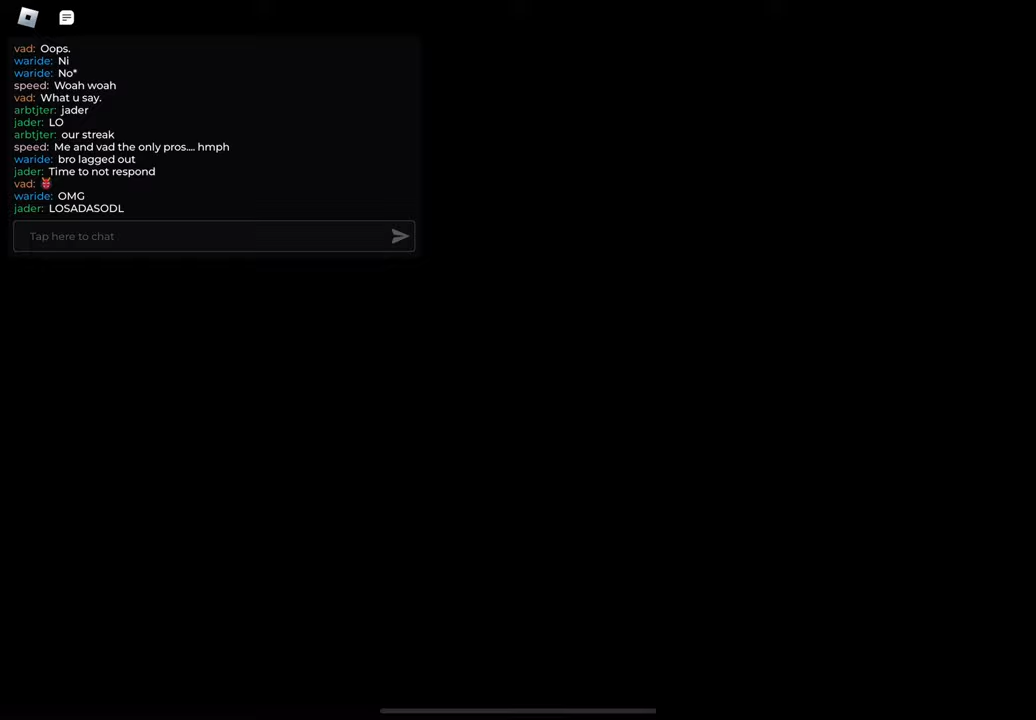 vad: Oops.
waride: Ni
waride: No*
speed: Woah woah
vad: What u say.
arbtjter: jader
jader: LO
arbtjter: our streak
speed: Me and vad the only pros.... hmph
waride: bro lagged out
jader: Time to not respond
vad: 👹
waride: OMG
jader: LOSADASODL
Tap here to chat